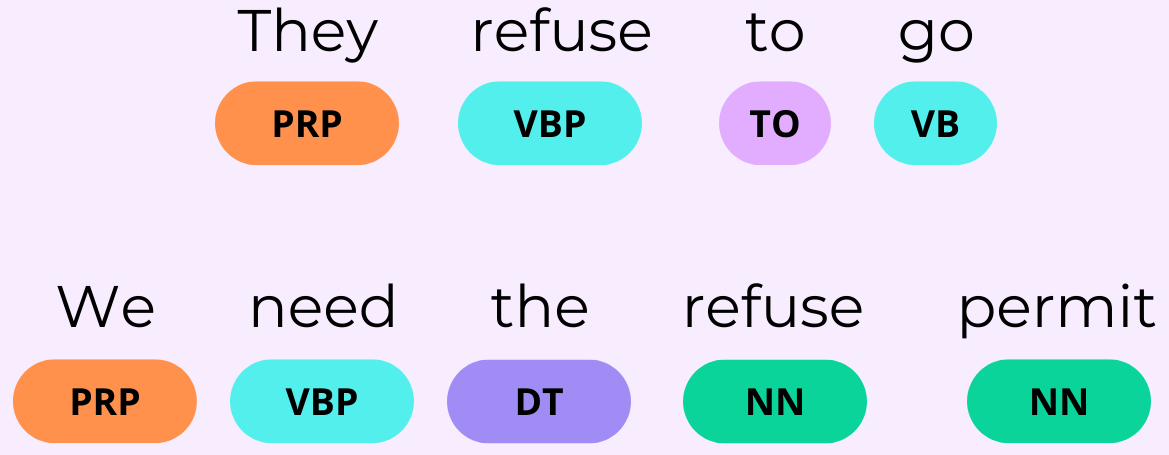 They refuse to go
PRP VBP TO VB
We need the refuse permit
PRP VBP DT NN NN